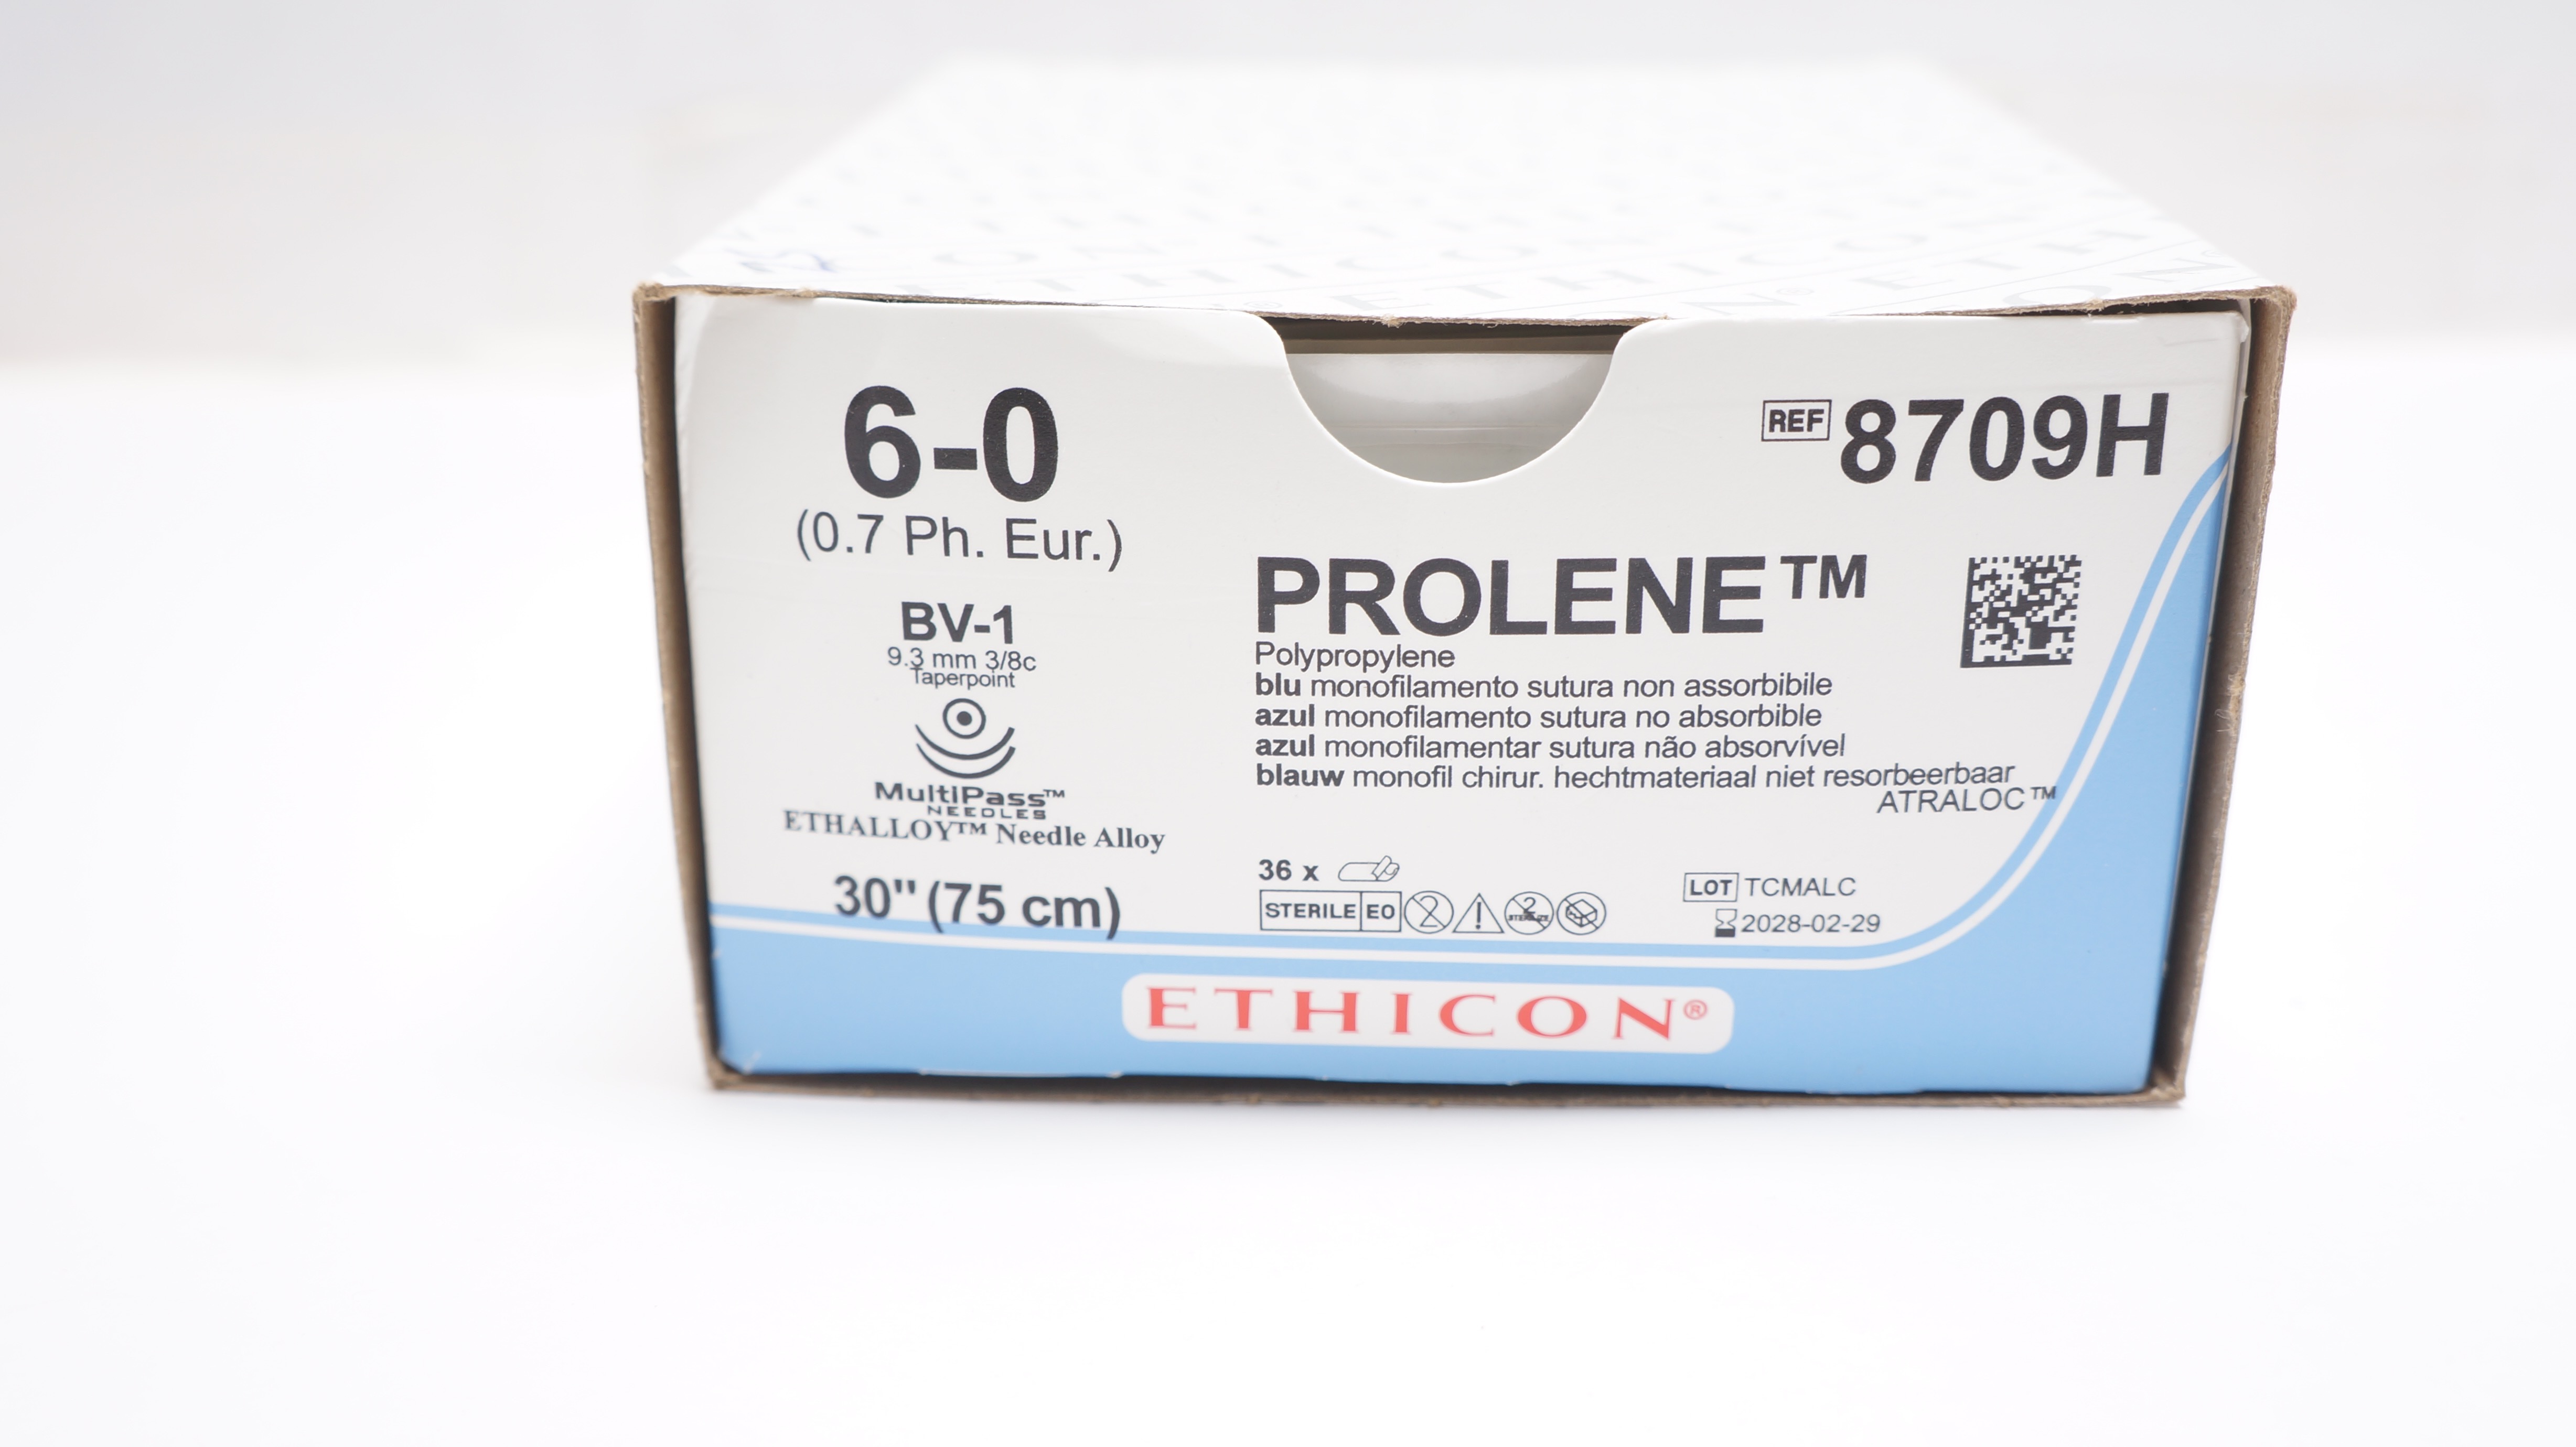 6-0
(0.7 Ph. Eur.)
BV-1
9.3 mm 3/8c
Taperpoint
MultiPass™
NEEDLES
ETHALLOY™ Needle Alloy
30" (75 cm)
REF 8709H
PROLENE™
Polypropylene
blu monofilamento sutura non assorbibile
azul monofilamento sutura no absorbible
azul monofilamentar sutura não absorvível
blauw monofil chirur. hechtmateriaal niet resorbeerbaar
ATRALOC™
36 x
STERILE EO 2 2 STERILIZE
LOT TCMALC
2028-02-29
ETHICON®